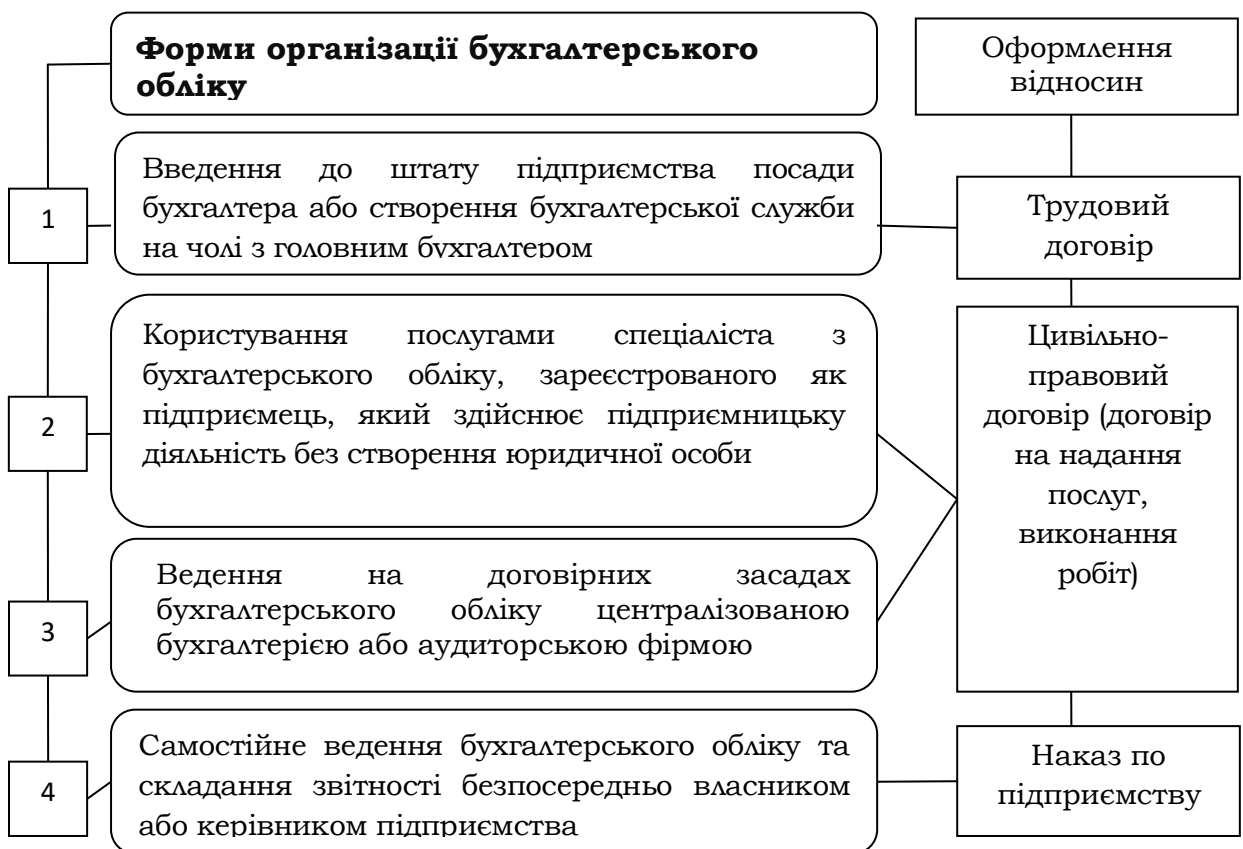 Форми організації бухгалтерського
обліку
Оформлення
відносин
1
Введення до штату підприємства посади
бухгалтера або створення бухгалтерської служби
на чолі з головним бухгалтером
Трудовий
договір
2
Користування послугами спеціаліста з
бухгалтерського обліку, зареєстрованого як
підприємець, який здійснює підприємницьку
діяльність без створення юридичної особи
Цивільно-
правовий
договір (договір
на надання
послуг,
виконання
робіт)
3
Ведення на договірних засадах
бухгалтерського обліку централізованою
бухгалтерією або аудиторською фірмою
4
Самостійне ведення бухгалтерського обліку та
складання звітності безпосередньо власником
або керівником підприємства
Наказ по
підприємству